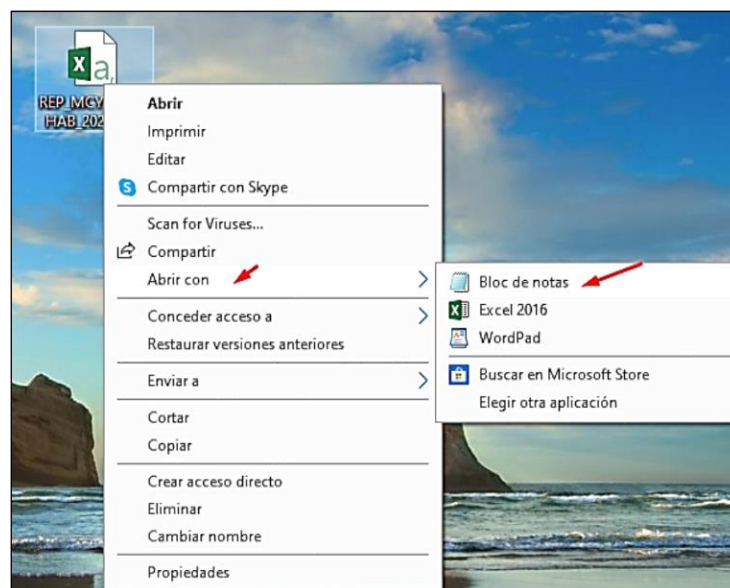 REP_MCY
HAB_202
Abrir
Imprimir
Editar
Compartir con Skype
Scan for Viruses...
Compartir
Abrir con
Conceder acceso a
Restaurar versiones anteriores
Enviar a
Cortar
Copiar
Crear acceso directo
Eliminar
Cambiar nombre
Propiedades
Bloc de notas
Excel 2016
WordPad
Buscar en Microsoft Store
Elegir otra aplicación